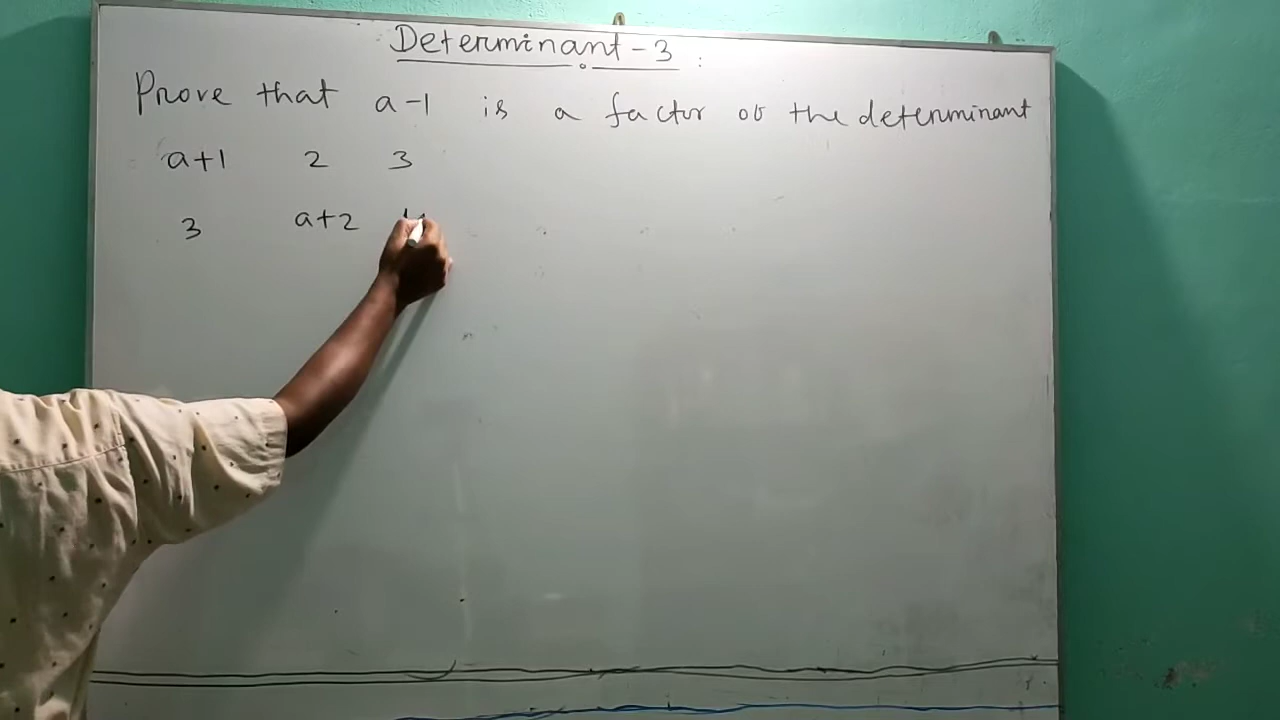 Determinant - 3 :
Prove that a-1 is a factor of the determinant
a+1 2 3
3 a+2